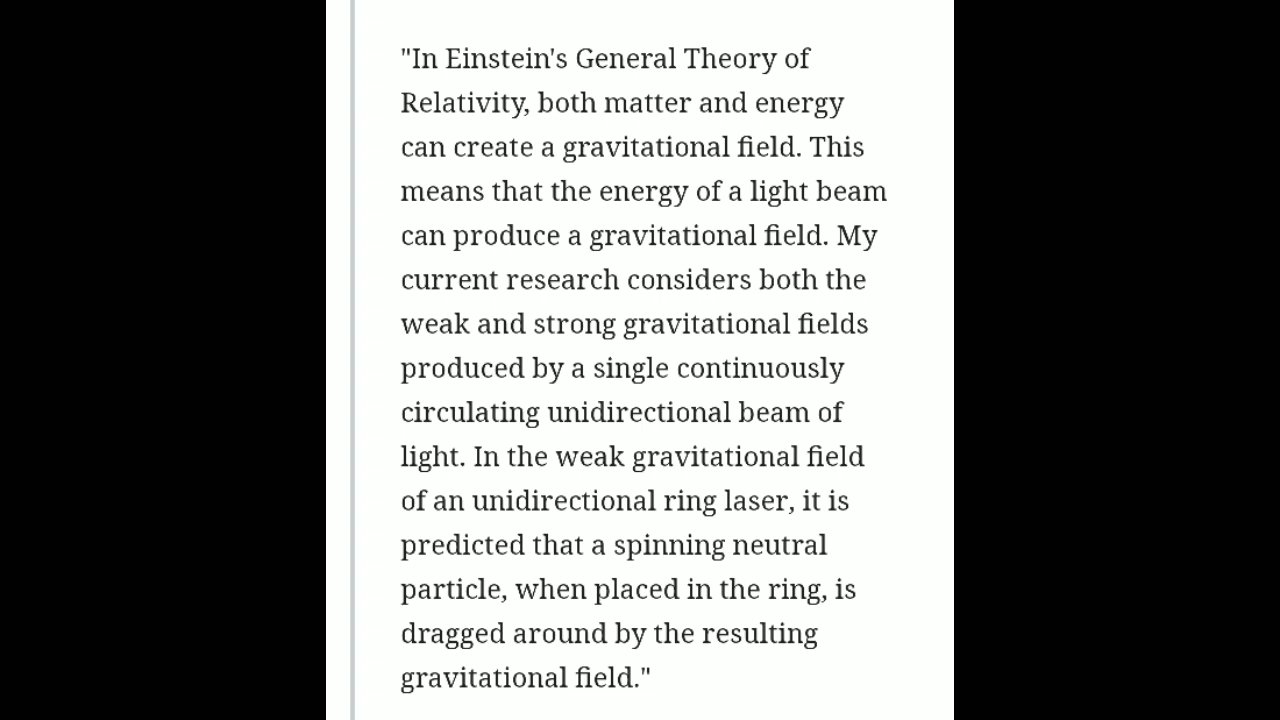 "In Einstein's General Theory of
Relativity, both matter and energy
can create a gravitational field. This
means that the energy of a light beam
can produce a gravitational field. My
current research considers both the
weak and strong gravitational fields
produced by a single continuously
circulating unidirectional beam of
light. In the weak gravitational field
of an unidirectional ring laser, it is
predicted that a spinning neutral
particle, when placed in the ring, is
dragged around by the resulting
gravitational field."